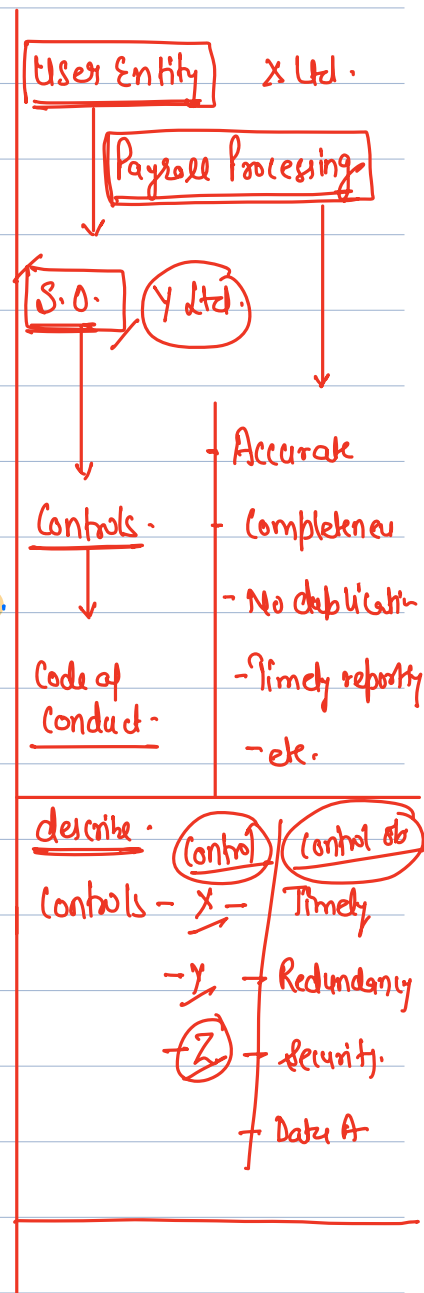 User Entity X Ltd.
Payroll Processing
S.O. Y Ltd.
- Accurate
Controls.
- Completeness
- No duplication
Code of
Conduct -
- Timely reporting
- etc.
describe. Control Control ob
Controls - X - Timely
- Y - Redundancy
- Z - Security.
- Data A